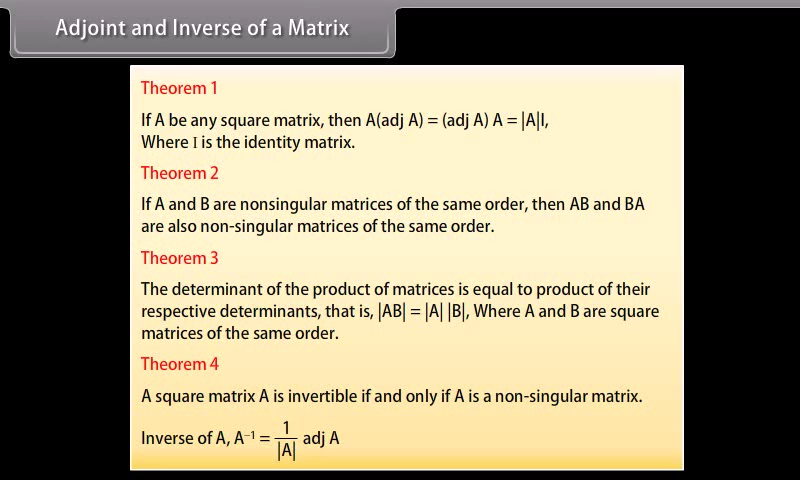 Adjoint and Inverse of a Matrix
Theorem 1
If A be any square matrix, then A(adj A) = (adj A) A = |A|I,
Where I is the identity matrix.
Theorem 2
If A and B are nonsingular matrices of the same order, then AB and BA
are also non-singular matrices of the same order.
Theorem 3
The determinant of the product of matrices is equal to product of their
respective determinants, that is, |AB| = |A| |B|, Where A and B are square
matrices of the same order.
Theorem 4
A square matrix A is invertible if and only if A is a non-singular matrix.
Inverse of A, A⁻¹ = 1/|A| adj A